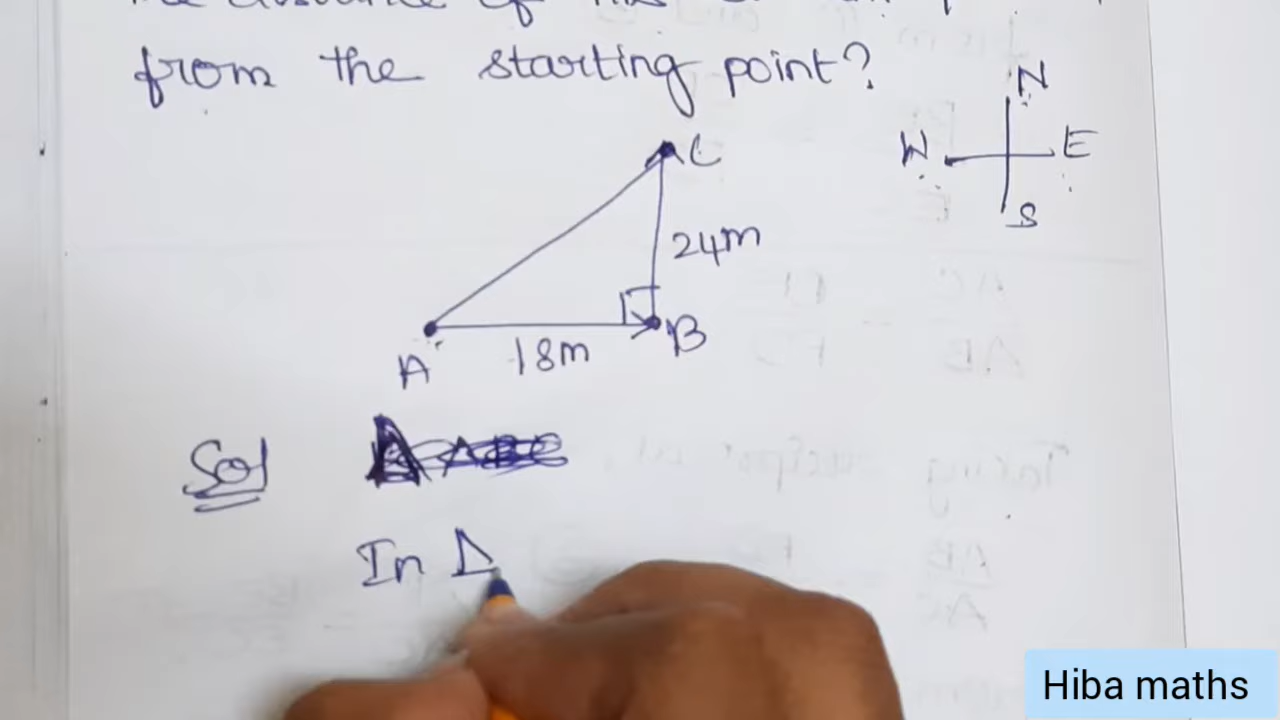 from the starting point?
N
W E
S
C
24m
B
18m
A
Sol
In Δ
Hiba maths